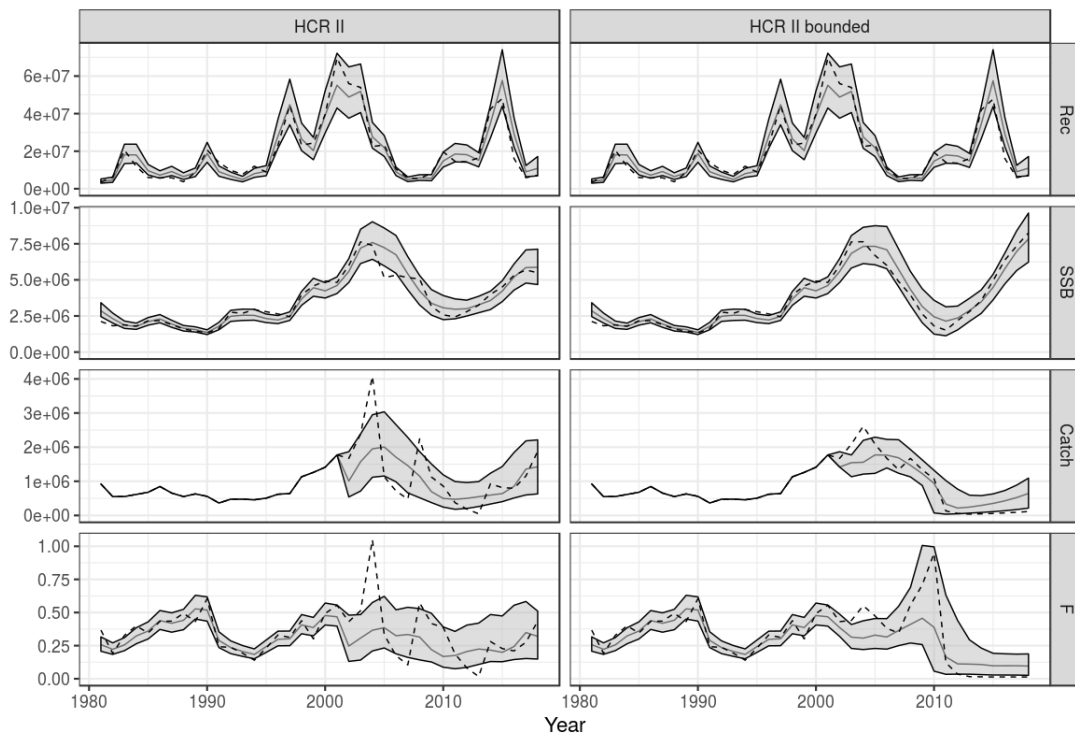 HCR II
HCR II bounded
6e+07
4e+07
2e+07
0e+00
Rec
1.0e+07
7.5e+06
5.0e+06
2.5e+06
0.0e+00
SSB
4e+06
3e+06
2e+06
1e+06
0e+00
Catch
1.00
0.75
0.50
0.25
0.00
F
1980 1990 2000 2010 1980 1990 2000 2010
Year